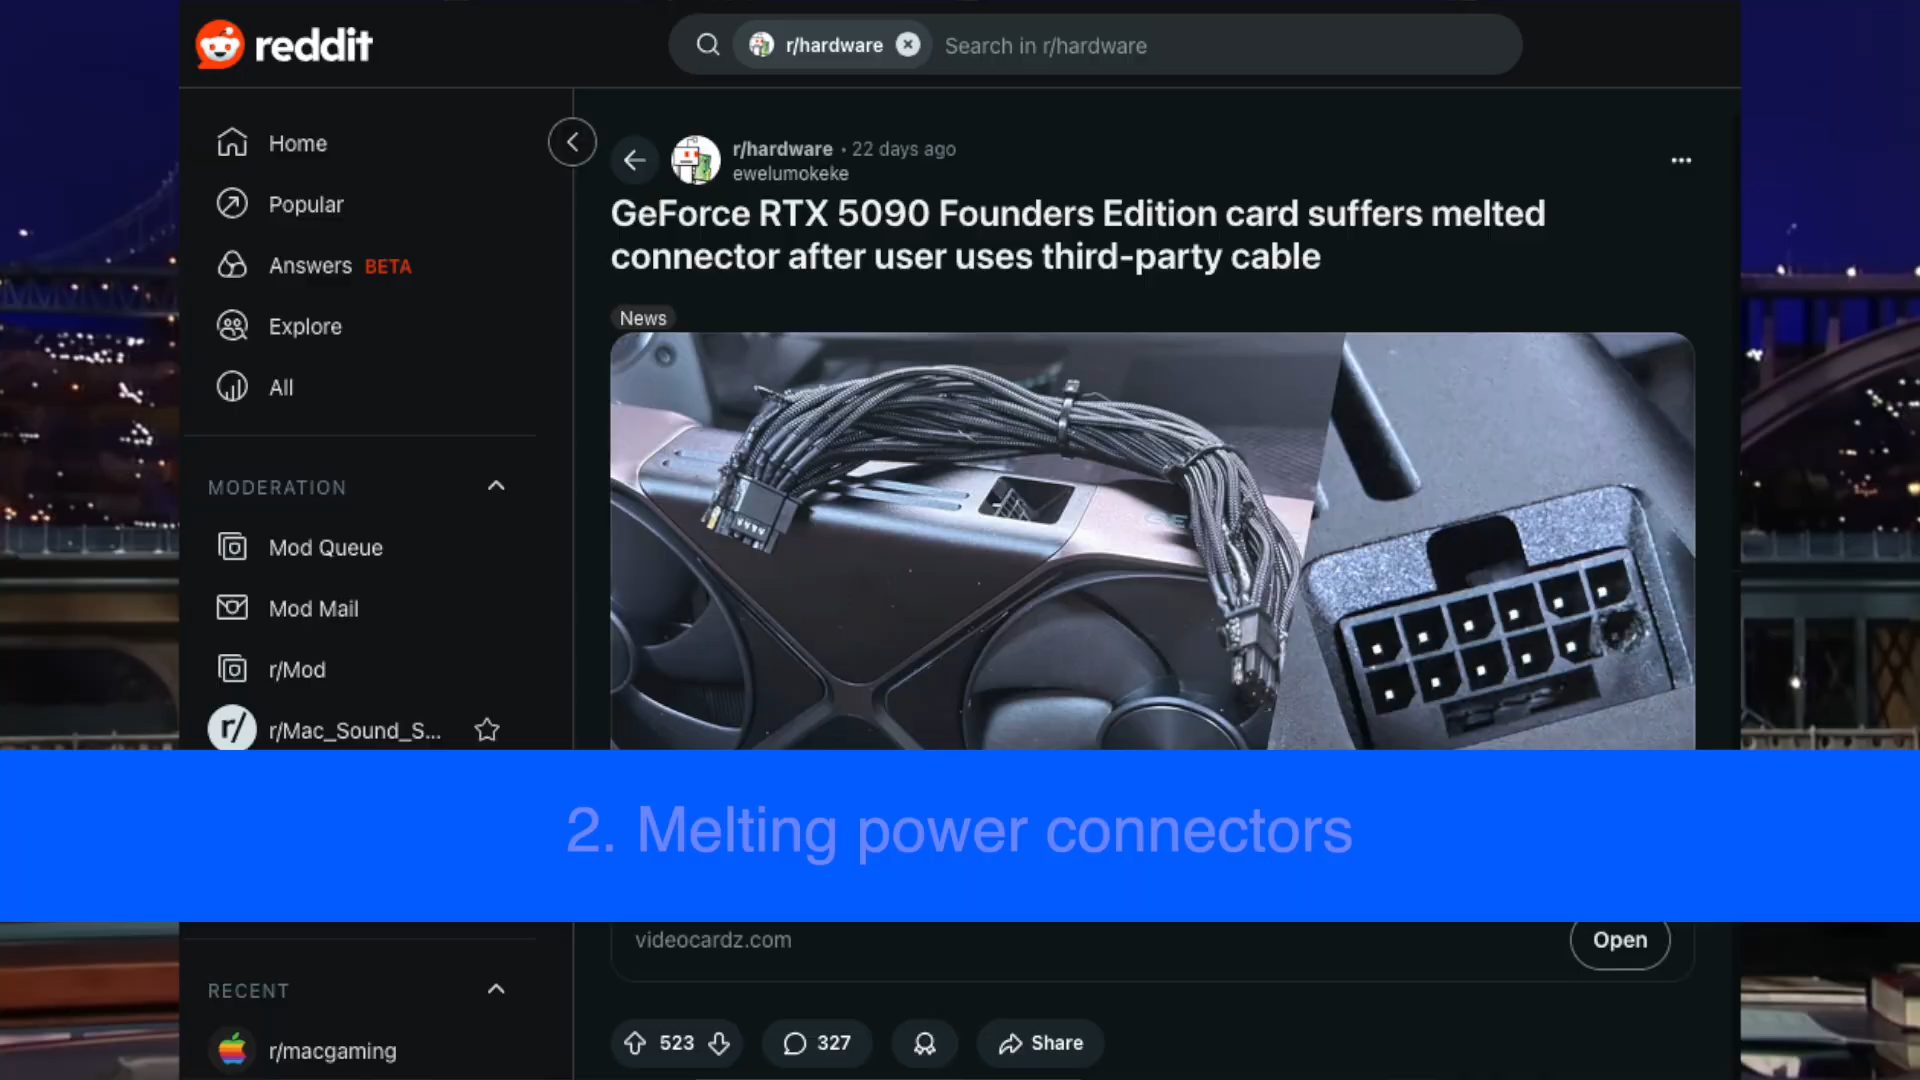 reddit
r/hardware
Search in r/hardware
Home
Popular
Answers BETA
Explore
All
MODERATION
Mod Queue
Mod Mail
r/Mod
r/Mac_Sound_S...
RECENT
r/macgaming
r/hardware • 22 days ago
ewelumokeke
GeForce RTX 5090 Founders Edition card suffers melted
connector after user uses third-party cable
News
2. Melting power connectors
videocardz.com
Open
523
327
Share